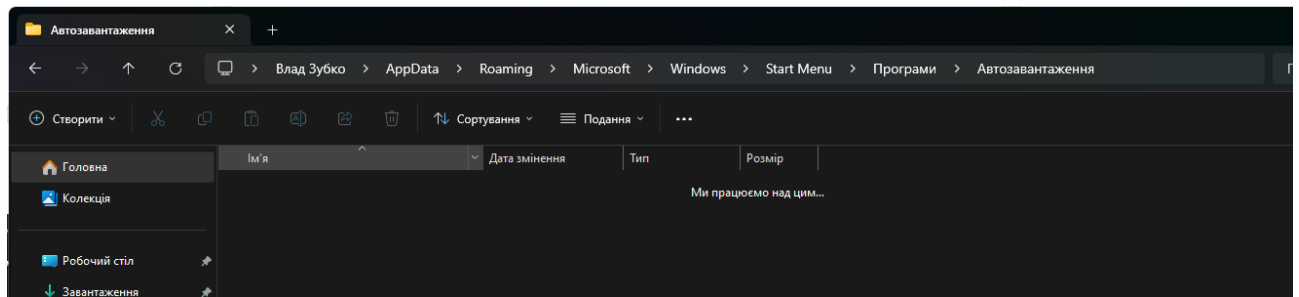 Автозавантаження
Влад Зубко > AppData > Roaming > Microsoft > Windows > Start Menu > Програми > Автозавантаження
Створити
Сортування
Подання
Ім'я
Дата змінення
Тип
Розмір
Головна
Ми працюємо над цим...
Колекція
Робочий стіл
Завантаження